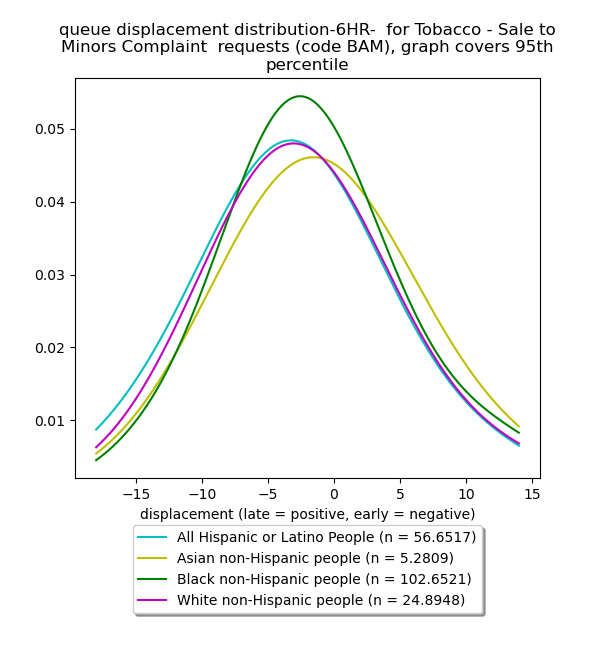 queue displacement distribution-6HR-  for Tobacco - Sale to
Minors Complaint  requests (code BAM), graph covers 95th
percentile
0.05
0.04
0.03
0.02
0.01
−15 −10 −5 0 5 10 15
displacement (late = positive, early = negative)
All Hispanic or Latino People (n = 56.6517)
Asian non-Hispanic people (n = 5.2809)
Black non-Hispanic people (n = 102.6521)
White non-Hispanic people (n = 24.8948)